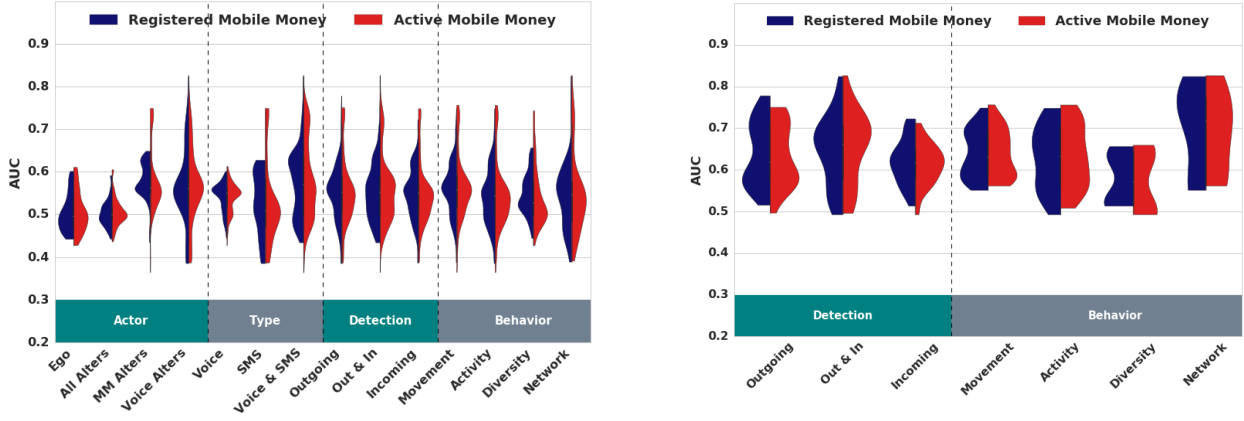 Registered Mobile Money Active Mobile Money
AUC
0.9
0.8
0.7
0.6
0.5
0.4
0.3
0.2
Actor Type Detection Behavior
Ego
All Alters
MM Alters
Voice Alters
Voice
SMS
Voice & SMS
Outgoing
Out & In
Incoming
Movement
Activity
Diversity
Network
Registered Mobile Money Active Mobile Money
AUC
0.9
0.8
0.7
0.6
0.5
0.4
0.3
0.2
Detection Behavior
Outgoing
Out & In
Incoming
Movement
Activity
Diversity
Network